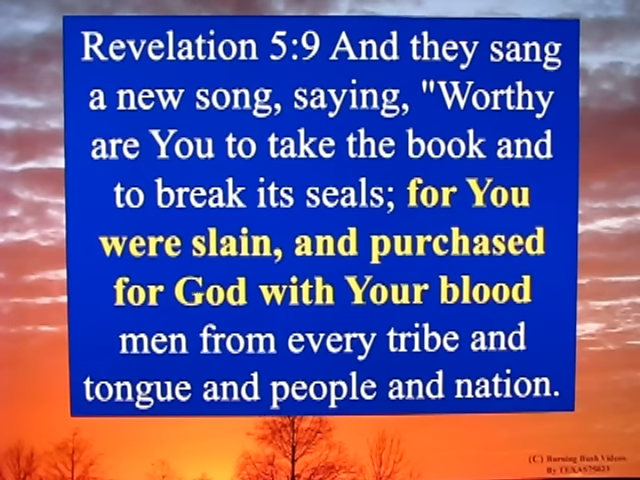 Revelation 5:9 And they sang
a new song, saying, "Worthy
are You to take the book and
to break its seals; for You
were slain, and purchased
for God with Your blood
men from every tribe and
tongue and people and nation.
(C) Burning Bush Videos
By TEXAS75023